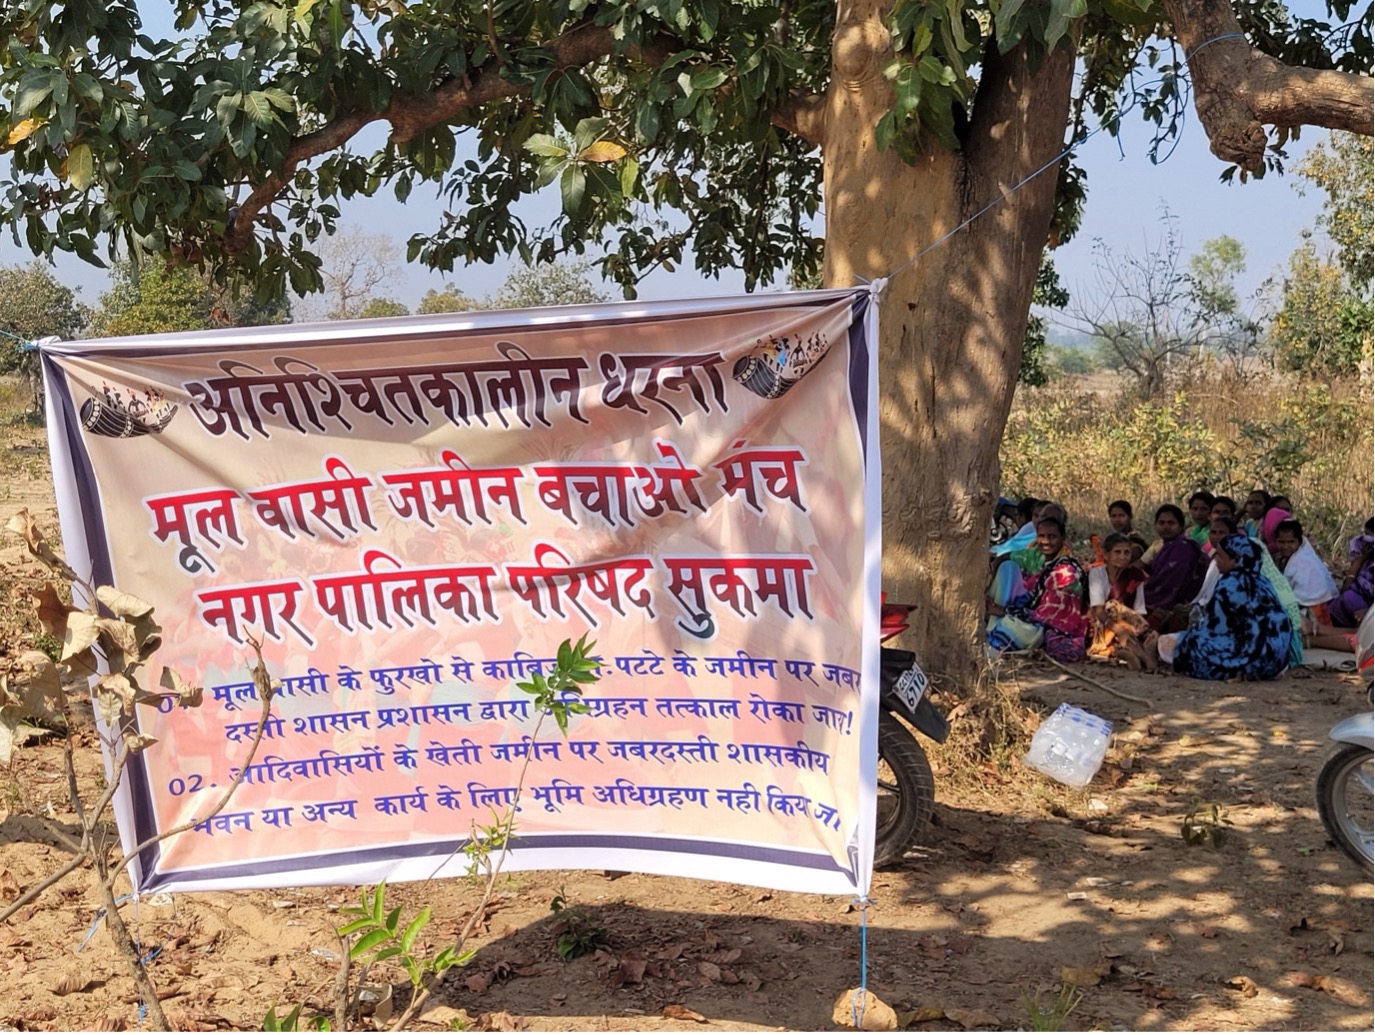 अनिश्चितकालीन धरना
मूल वासी जमीन बचाओ मंच
नगर पालिका परिषद सुकमा
मूल वासी के फुरखो से पटटे के जमीन पर जबर
दस्ती शासन प्रशासन द्वारा तत्काल रोका जाए!
02. आदिवासियों के खेती जमीन पर जबरदस्ती शासकीय
भवन या अन्य कार्य के लिए भूमि अधिग्रहण नही किय जा